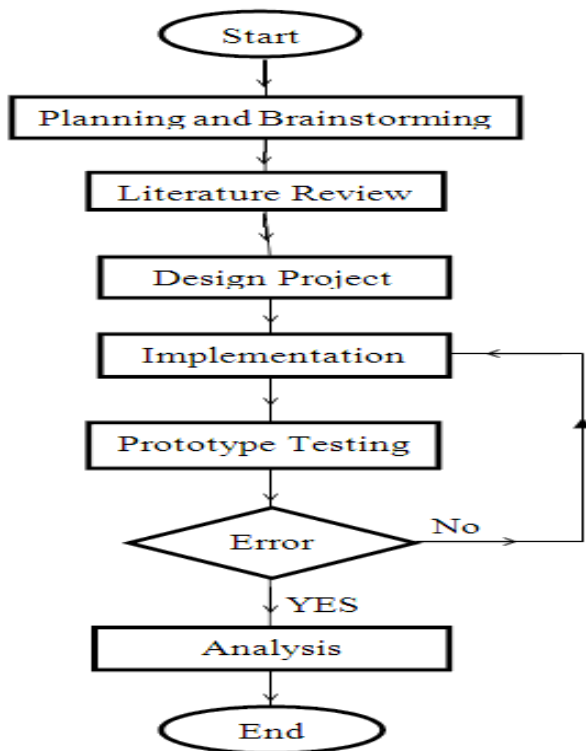 Start
Planning and Brainstorming
Literature Review
Design Project
Implementation
Prototype Testing
Error
No
YES
Analysis
End